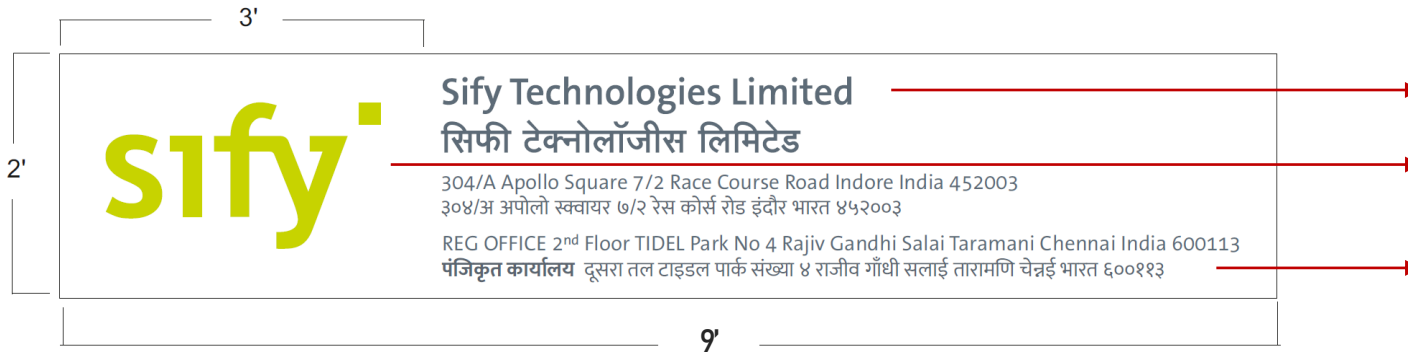 3'
2'
sify
Sify Technologies Limited
सिफी टेक्नोलॉजीस लिमिटेड
304/A Apollo Square 7/2 Race Course Road Indore India 452003
३०४/अ अपोलो स्क्वायर ७/२ रेस कोर्स रोड इंदौर भारत ४५२००३
REG OFFICE 2nd Floor TIDEL Park No 4 Rajiv Gandhi Salai Taramani Chennai India 600113
पंजिकृत कार्यालय दूसरा तल टाइडल पार्क संख्या ४ राजीव गाँधी सलाई तारामणि चेन्नई भारत ६००११३
9'